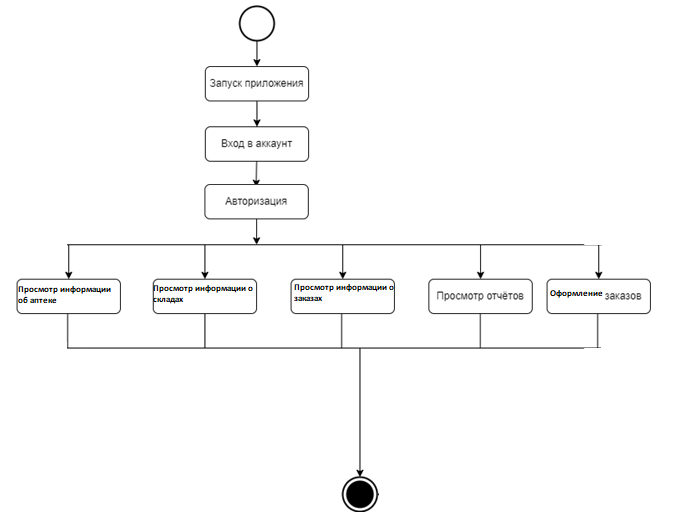 Запуск приложения
Вход в аккаунт
Авторизация
Просмотр информации
об аптеке
Просмотр информации о
складах
Просмотр информации о
заказах
Просмотр отчётов
Оформление заказов